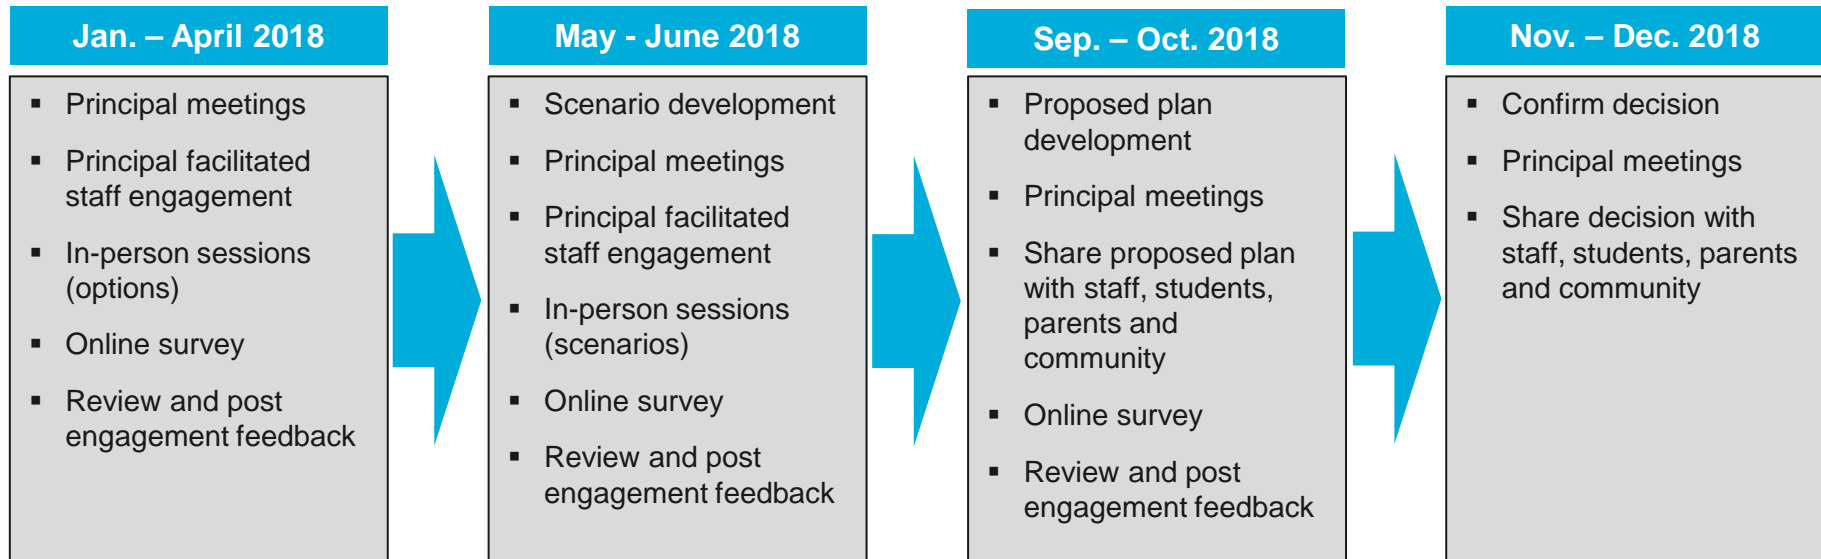 Jan. – April 2018
▪ Principal meetings
▪ Principal facilitated
staff engagement
▪ In-person sessions
(options)
▪ Online survey
▪ Review and post
engagement feedback
May - June 2018
▪ Scenario development
▪ Principal meetings
▪ Principal facilitated
staff engagement
▪ In-person sessions
(scenarios)
▪ Online survey
▪ Review and post
engagement feedback
Sep. – Oct. 2018
▪ Proposed plan
development
▪ Principal meetings
▪ Share proposed plan
with staff, students,
parents and
community
▪ Online survey
▪ Review and post
engagement feedback
Nov. – Dec. 2018
▪ Confirm decision
▪ Principal meetings
▪ Share decision with
staff, students, parents
and community